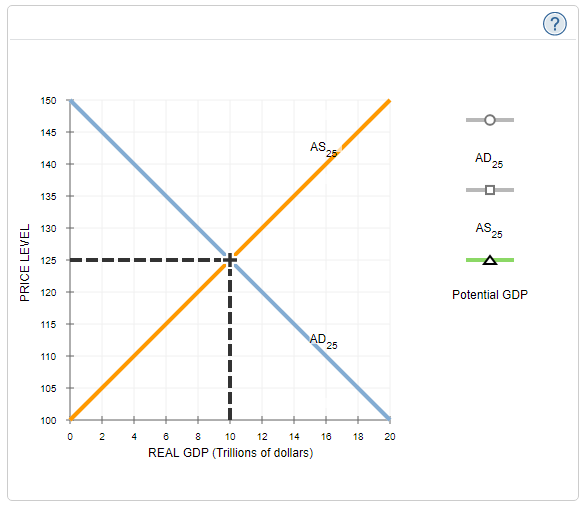 ?
150
145
140
135
130
125
120
115
110
105
100
PRICE LEVEL
AS25
AD25
0 2 4 6 8 10 12 14 16 18 20
REAL GDP (Trillions of dollars)
AD25
AS25
Potential GDP